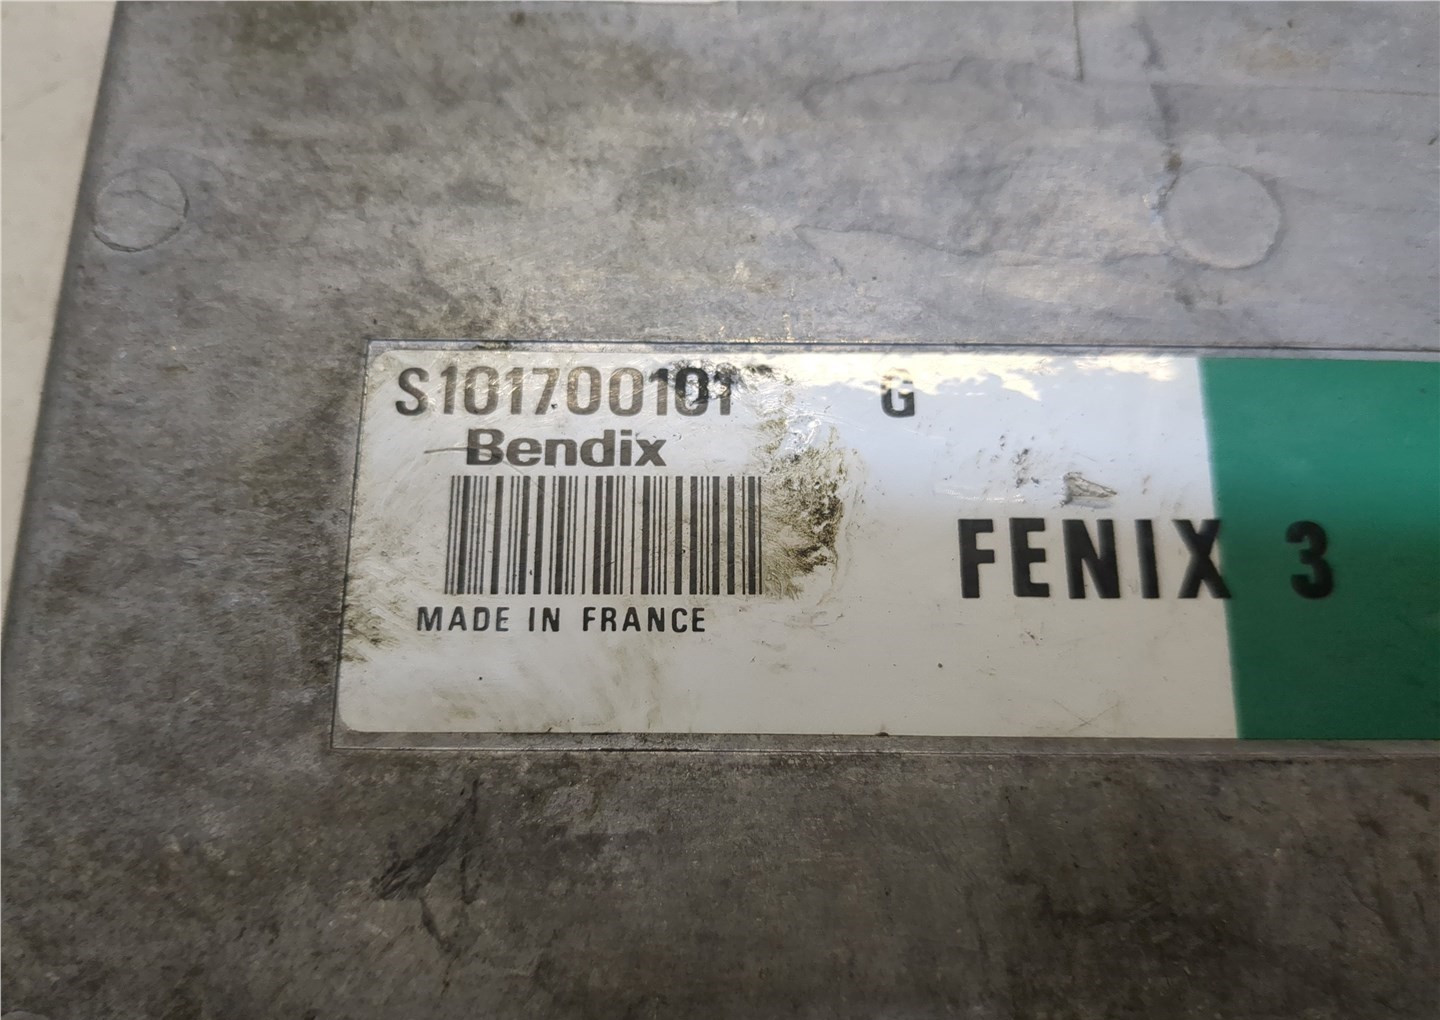 S101700101 G
Bendix
FENIX 3
MADE IN FRANCE